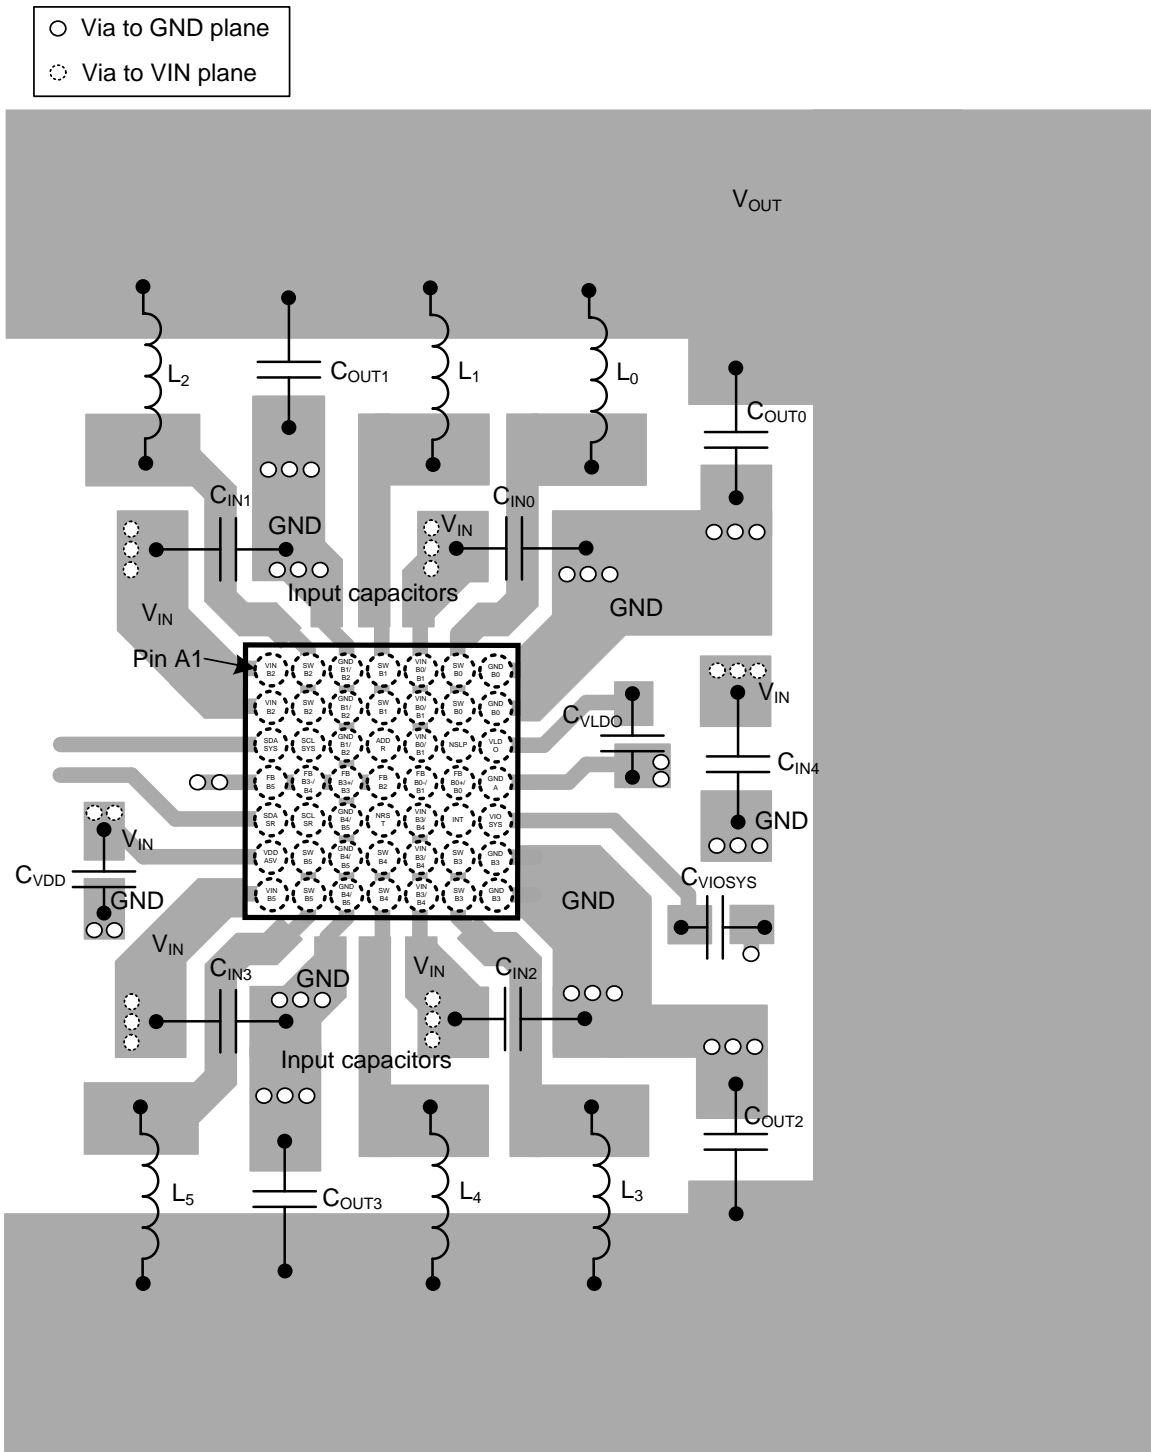 Via to GND plane
Via to VIN plane
VOUT
L2
COUT1
L1
L0
COUT0
CIN1
GND
VIN
CIN0
Input capacitors
VIN
GND
Pin A1
VIN B2
SW B2
GND B1/ B2
SW B1
VIN B0/ B1
SW B0
GND B0
VIN B2
SW B2
GND B1/ B2
SW B1
VIN B0/ B1
SW B0
GND B0
SDA SYS
SCL SYS
GND B1/ B2
ADD R
VIN B0/ B1
NSLP
VLD O
FB B5
FB B3-/ B4
FB B3+/ B3
FB B2
FB B0-/ B1
FB B0+/ B0
GND A
SDA SR
SCL SR
GND B4/ B5
NRS T
VIN B3/ B4
INT
VIO SYS
VDD A5V
SW B5
GND B4/ B5
SW B4
VIN B3/ B4
SW B3
GND B3
VIN B5
SW B5
GND B4/ B5
SW B4
VIN B3/ B4
SW B3
GND B3
CVLDO
VIN
CIN4
GND
VIN
CVDD
GND
CVIOSYS
GND
VIN
CIN3
GND
VIN
CIN2
Input capacitors
COUT2
L5
COUT3
L4
L3